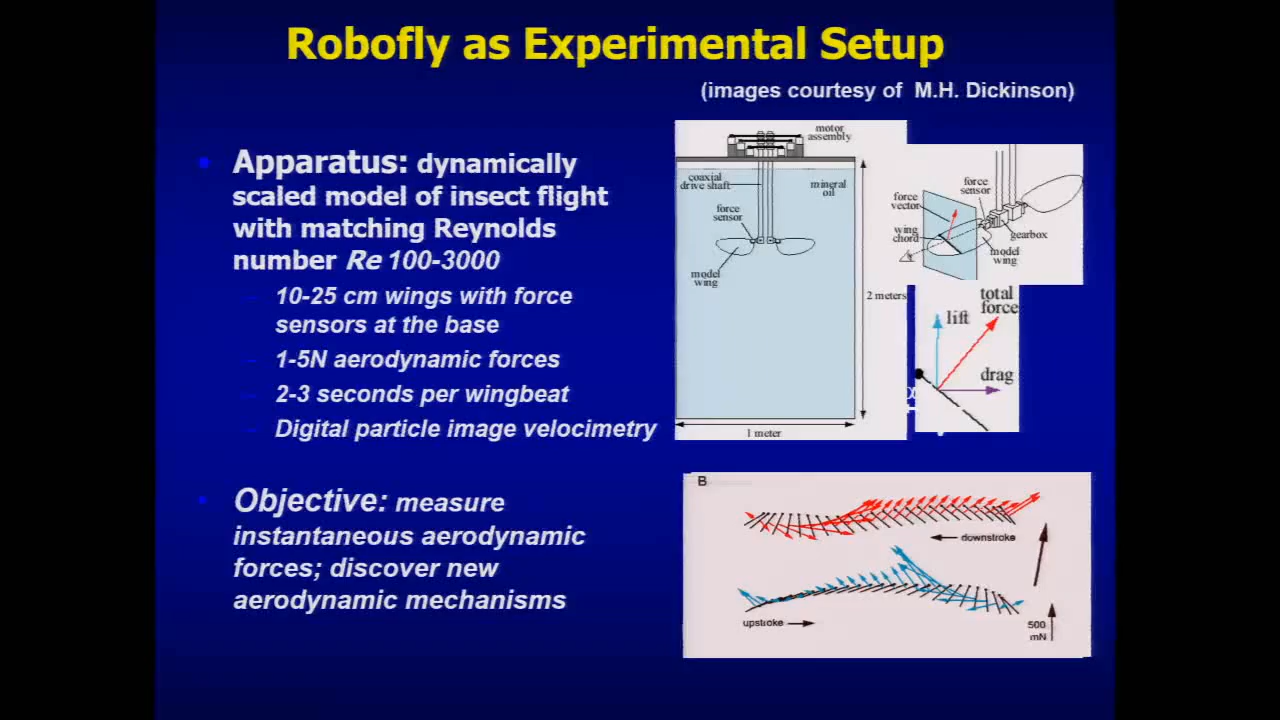 Robofly as Experimental Setup
(images courtesy of M.H. Dickinson)
Apparatus: dynamically
scaled model of insect flight
with matching Reynolds
number Re 100-3000
- 10-25 cm wings with force
sensors at the base
- 1-5N aerodynamic forces
- 2-3 seconds per wingbeat
- Digital particle image velocimetry
Objective: measure
instantaneous aerodynamic
forces; discover new
aerodynamic mechanisms
motor
assembly
coaxial
drive shaft
mineral
oil
force
sensor
model
wing
2 meters
1 meter
force
sensor
force
vector
wing
chord
gearbox
model
wing
total
force
lift
drag
α
B
downstroke
upstroke
500
mN